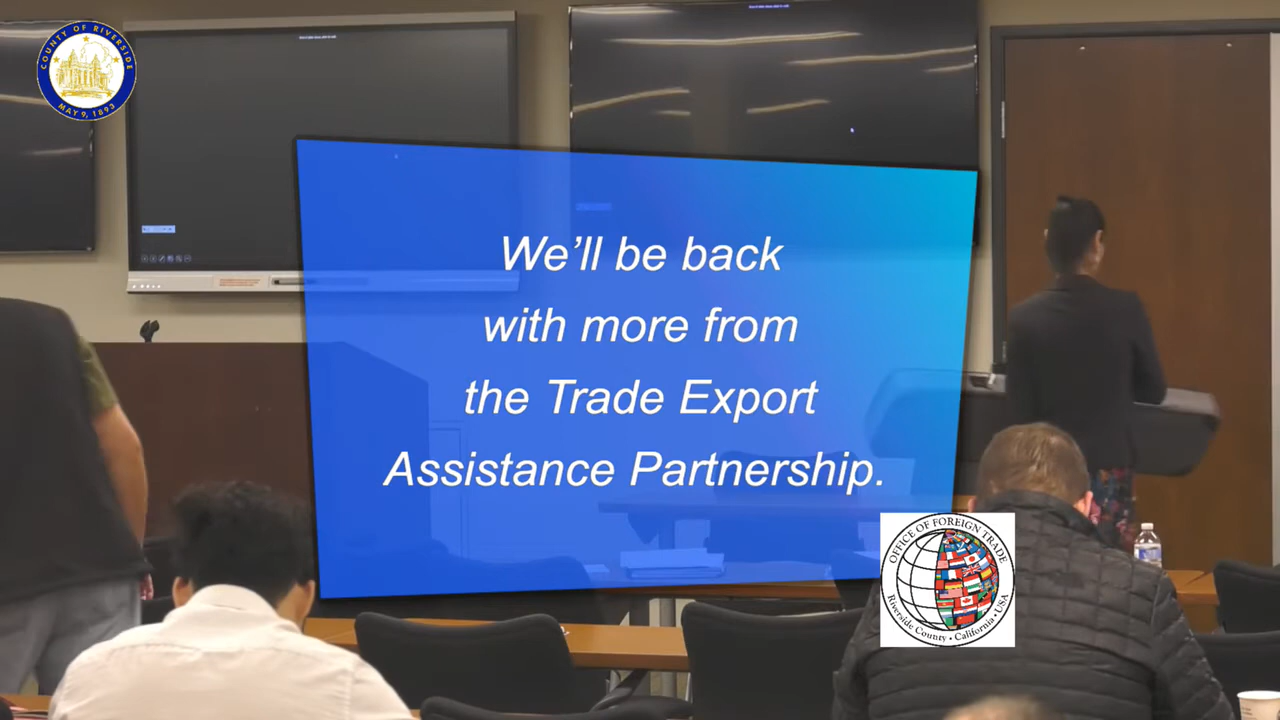 COUNTY OF RIVERSIDE
MAY 9, 1893
We'll be back
with more from
the Trade Export
Assistance Partnership.
OFFICE OF FOREIGN TRADE
Riverside County • California • USA